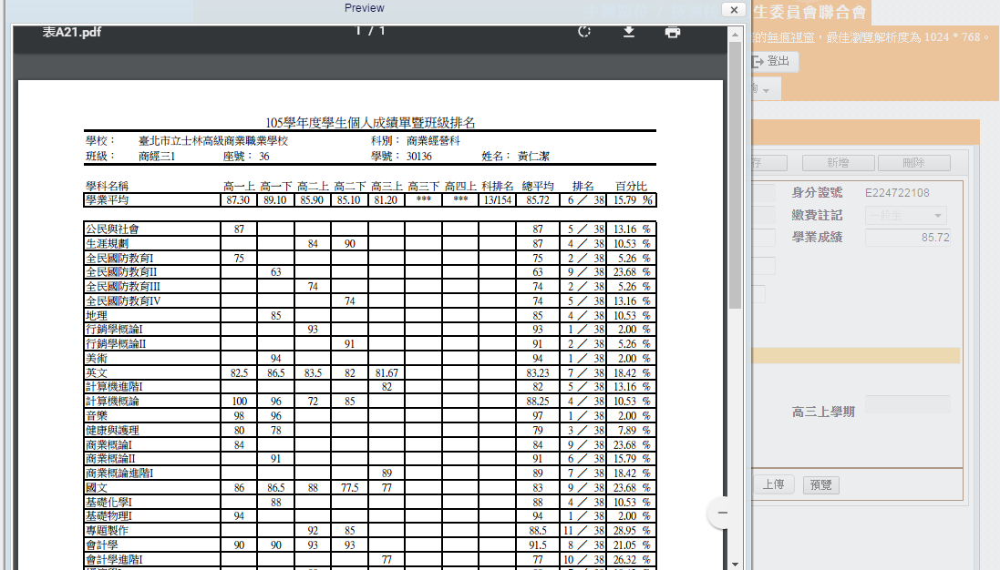 Preview
生委員會聯合會
表A21.pdf 1 / 1
的無痕視窗，最佳瀏覽解析度為 1024 * 768。
登出
詢
105學年度學生個人成績單暨班級排名
學校： 臺北市立士林高級商業職業學校 科別： 商業經營科
班級： 商經三1 座號： 36 學號： 30136 姓名： 黃仁潔
存 新增 刪除
學科名稱 高一上 高一下 高二上 高二下 高三上 高三下 高四上 科排名 總平均 排名 百分比
學業平均 87.30 89.10 85.90 85.10 81.20 *** *** 13/154 85.72 6 / 38 15.79 %
身分證號 E224722108
繳費註記 一般生
學業成績 85.72
公民與社會 87 87 5 / 38 13.16 %
生涯規劃 84 90 87 4 / 38 10.53 %
全民國防教育I 75 75 2 / 38 5.26 %
全民國防教育II 63 63 9 / 38 23.68 %
全民國防教育III 74 74 2 / 38 5.26 %
全民國防教育IV 74 74 5 / 38 13.16 %
地理 85 85 4 / 38 10.53 %
行銷學概論I 93 93 1 / 38 2.00 %
行銷學概論II 91 91 2 / 38 5.26 %
美術 94 94 1 / 38 2.00 %
英文 82.5 86.5 83.5 82 81.67 83.23 7 / 38 18.42 %
計算機進階I 82 82 5 / 38 13.16 %
計算機概論 100 96 72 85 88.25 4 / 38 10.53 %
音樂 98 96 97 1 / 38 2.00 %
健康與護理 80 78 79 3 / 38 7.89 %
商業概論I 84 84 9 / 38 23.68 %
商業概論II 91 91 6 / 38 15.79 %
商業概論進階I 89 89 7 / 38 18.42 %
國文 86 86.5 88 77.5 77 83 9 / 38 23.68 %
基礎化學I 88 88 4 / 38 10.53 %
基礎物理I 94 94 1 / 38 2.00 %
專題製作 92 85 88.5 11 / 38 28.95 %
會計學 90 90 93 93 91.5 8 / 38 21.05 %
會計學進階I 77 77 10 / 38 26.32 %
高三上學期
上傳 預覽